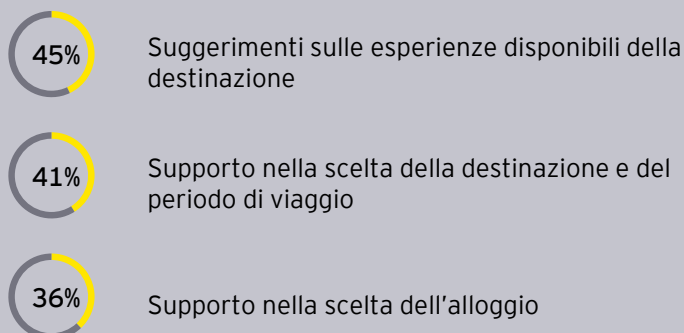 45%
Suggerimenti sulle esperienze disponibili della
destinazione
41%
Supporto nella scelta della destinazione e del
periodo di viaggio
36%
Supporto nella scelta dell'alloggio